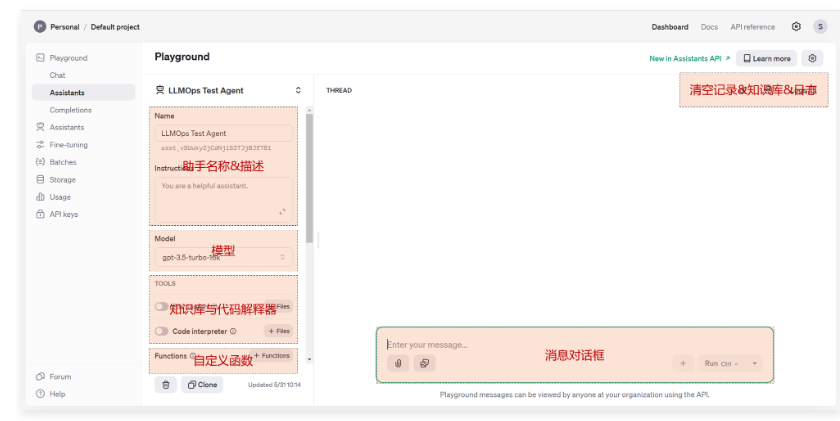 P Personal / Default project
Dashboard Docs API reference S
Playground
Chat
Assistants
Completions
Assistants
Fine-tuning
Batches
Storage
Usage
API keys
Forum
Help
Playground
New in Assistants API ↗ Learn more
LLMOps Test Agent
Name
LLMOps Test Agent
助手名称&描述
Instructions
You are a helpful assistant.
Model
模型
gpt-3.5-turbo-16k
TOOLS
知识库与代码解释器
Files
Code interpreter + Files
Functions + Functions
自定义函数
Clone Updated 5/31 10:14
THREAD
清空记录&知识库&日志
Enter your message...
消息对话框
+ Run Ctrl
Playground messages can be viewed by anyone at your organization using the API.